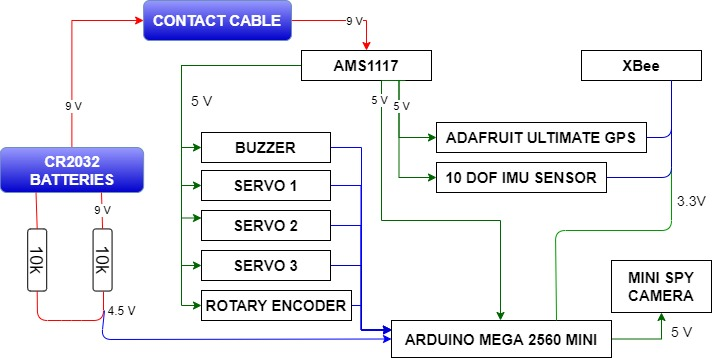 CONTACT CABLE
9 V
9 V
AMS1117
XBee
5 V
5 V
5 V
ADAFRUIT ULTIMATE GPS
BUZZER
CR2032
BATTERIES
10 DOF IMU SENSOR
SERVO 1
9 V
3.3V
SERVO 2
10k
10k
SERVO 3
MINI SPY
CAMERA
ROTARY ENCODER
4.5 V
ARDUINO MEGA 2560 MINI
5 V